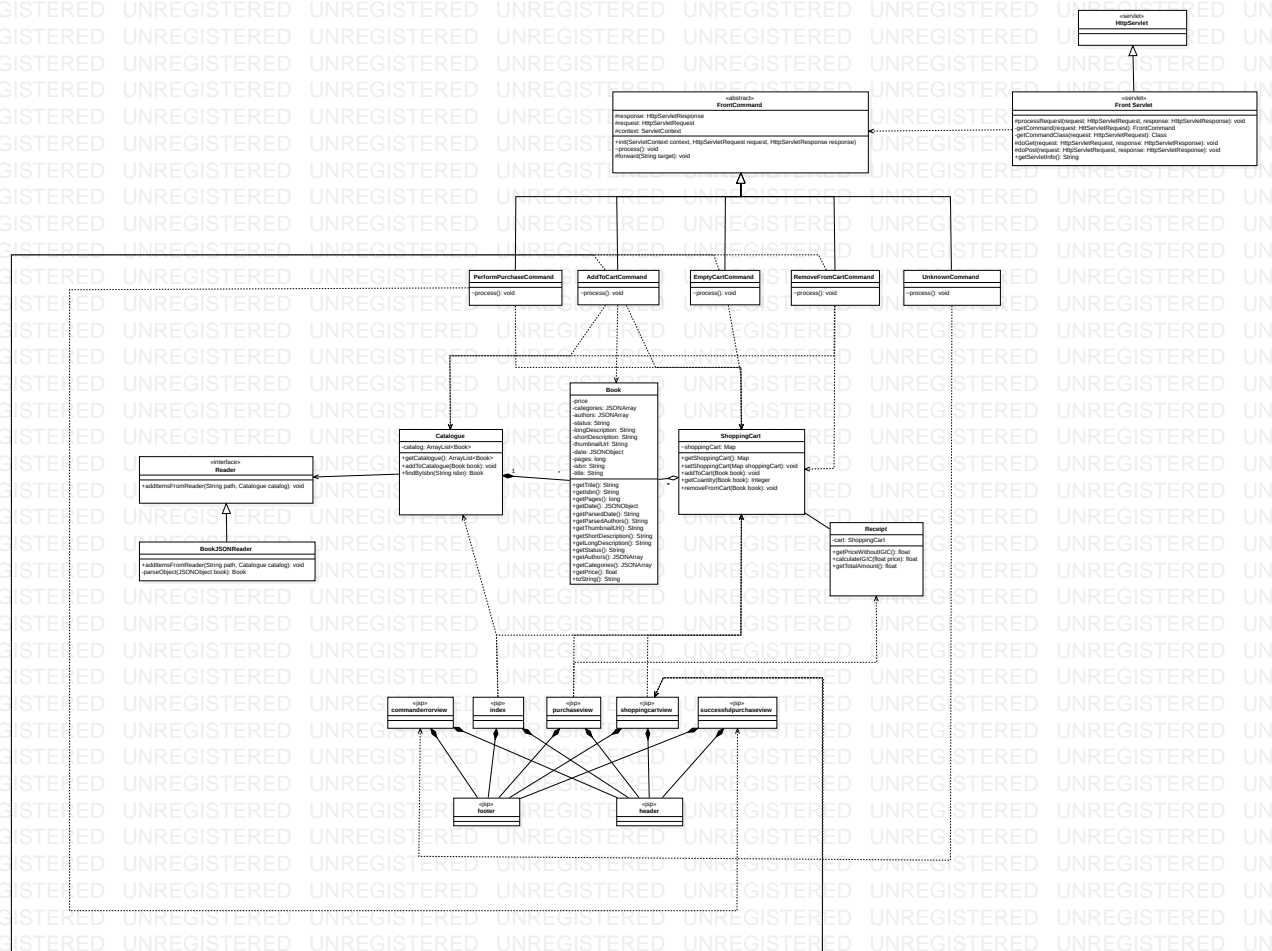 «servlet»
HttpServlet
«abstract»
FrontCommand
#response: HttpServletResponse
#request: HttpServletRequest
#context: ServletContext
+init(ServletContext context, HttpServletRequest request, HttpServletResponse response)
~process(): void
#forward(String target): void
«servlet»
Front Servlet
#processRequest(request: HttpServletRequest, response: HttpServletResponse): void
-getCommand(request: HttServletRequest): FrontCommand
-getCommandClass(request: HttpServletRequest): Class
#doGet(request: HttpServletRequest, response: HttpServletResponse): void
#doPost(request: HttpServletRequest, response: HttpServletResponse): void
+getServletInfo(): String
PerformPurchaseCommand
~process(): void
AddToCartCommand
~process(): void
EmptyCartCommand
~process(): void
RemoveFromCartCommand
~process(): void
UnknownCommand
~process(): void
«interface»
Reader
+addItemsFromReader(String path, Catalogue catalog): void
BookJSONReader
+addItemsFromReader(String path, Catalogue catalog): void
-parseObject(JSONObject book): Book
Catalogue
-catalog: ArrayList<Book>
+getCatalogue(): ArrayList<Book>
+addToCatalogue(Book book): void
+findByIsbn(String isbn): Book
1
*
Book
-price
-categories: JSONArray
-authors: JSONArray
-status: String
-longDescription: String
-shortDescription: String
-thumbnailUrl: String
-date: JSONObject
-pages: long
-isbn: String
-title: String
+getTitle(): String
+getIsbn(): String
+getPages(): long
+getDate(): JSONObject
+getParsedDate(): String
+getParsedAuthors(): String
+getThumbnailUrl(): String
+getShortDescription(): String
+getLongDescription(): String
+getStatus(): String
+getAuthors(): JSONArray
+getCategories(): JSONArray
+getPrice(): float
+toString(): String
*
ShoppingCart
~shoppingCart: Map
+getShoppingCart(): Map
+setShoppingCart(Map shoppingCart): void
+addToCart(Book book): void
+getCuantity(Book book): Integer
+removeFromCart(Book book): void
Receipt
-cart: ShoppingCart
+getPriceWithoutIGIC(): float
+calculateIGIC(float price): float
+getTotalAmount(): float
«jsp»
commanderrorview
«jsp»
index
«jsp»
purchaseview
«jsp»
shoppingcartview
«jsp»
successfulpurchaseview
«jsp»
footer
«jsp»
header
UNREGISTERED